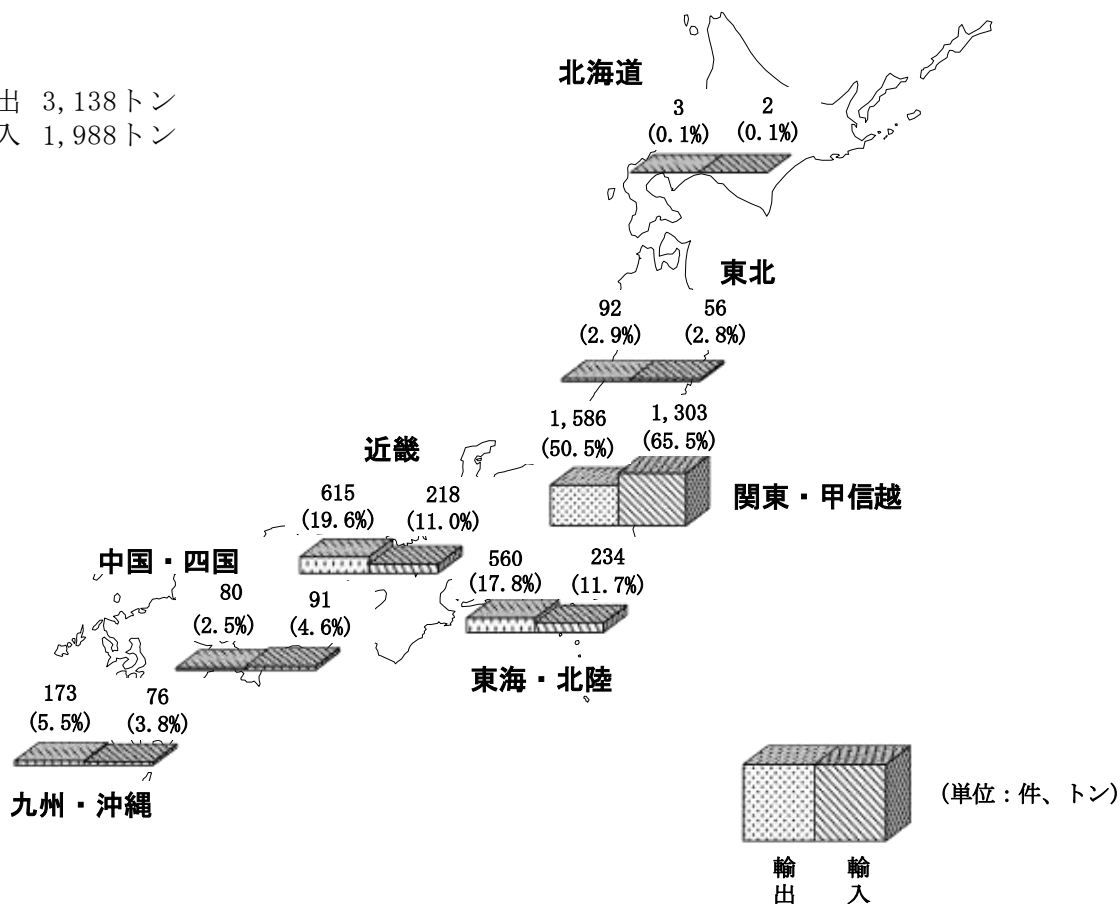 出 3,138トン
入 1,988トン
北海道
3 2
(0.1%) (0.1%)
東北
92 56
(2.9%) (2.8%)
1,586 1,303
(50.5%) (65.5%)
関東・甲信越
近畿
615 218
(19.6%) (11.0%)
560 234
(17.8%) (11.7%)
東海・北陸
中国・四国
80 91
(2.5%) (4.6%)
173 76
(5.5%) (3.8%)
九州・沖縄
(単位:件、トン)
輸出 輸入